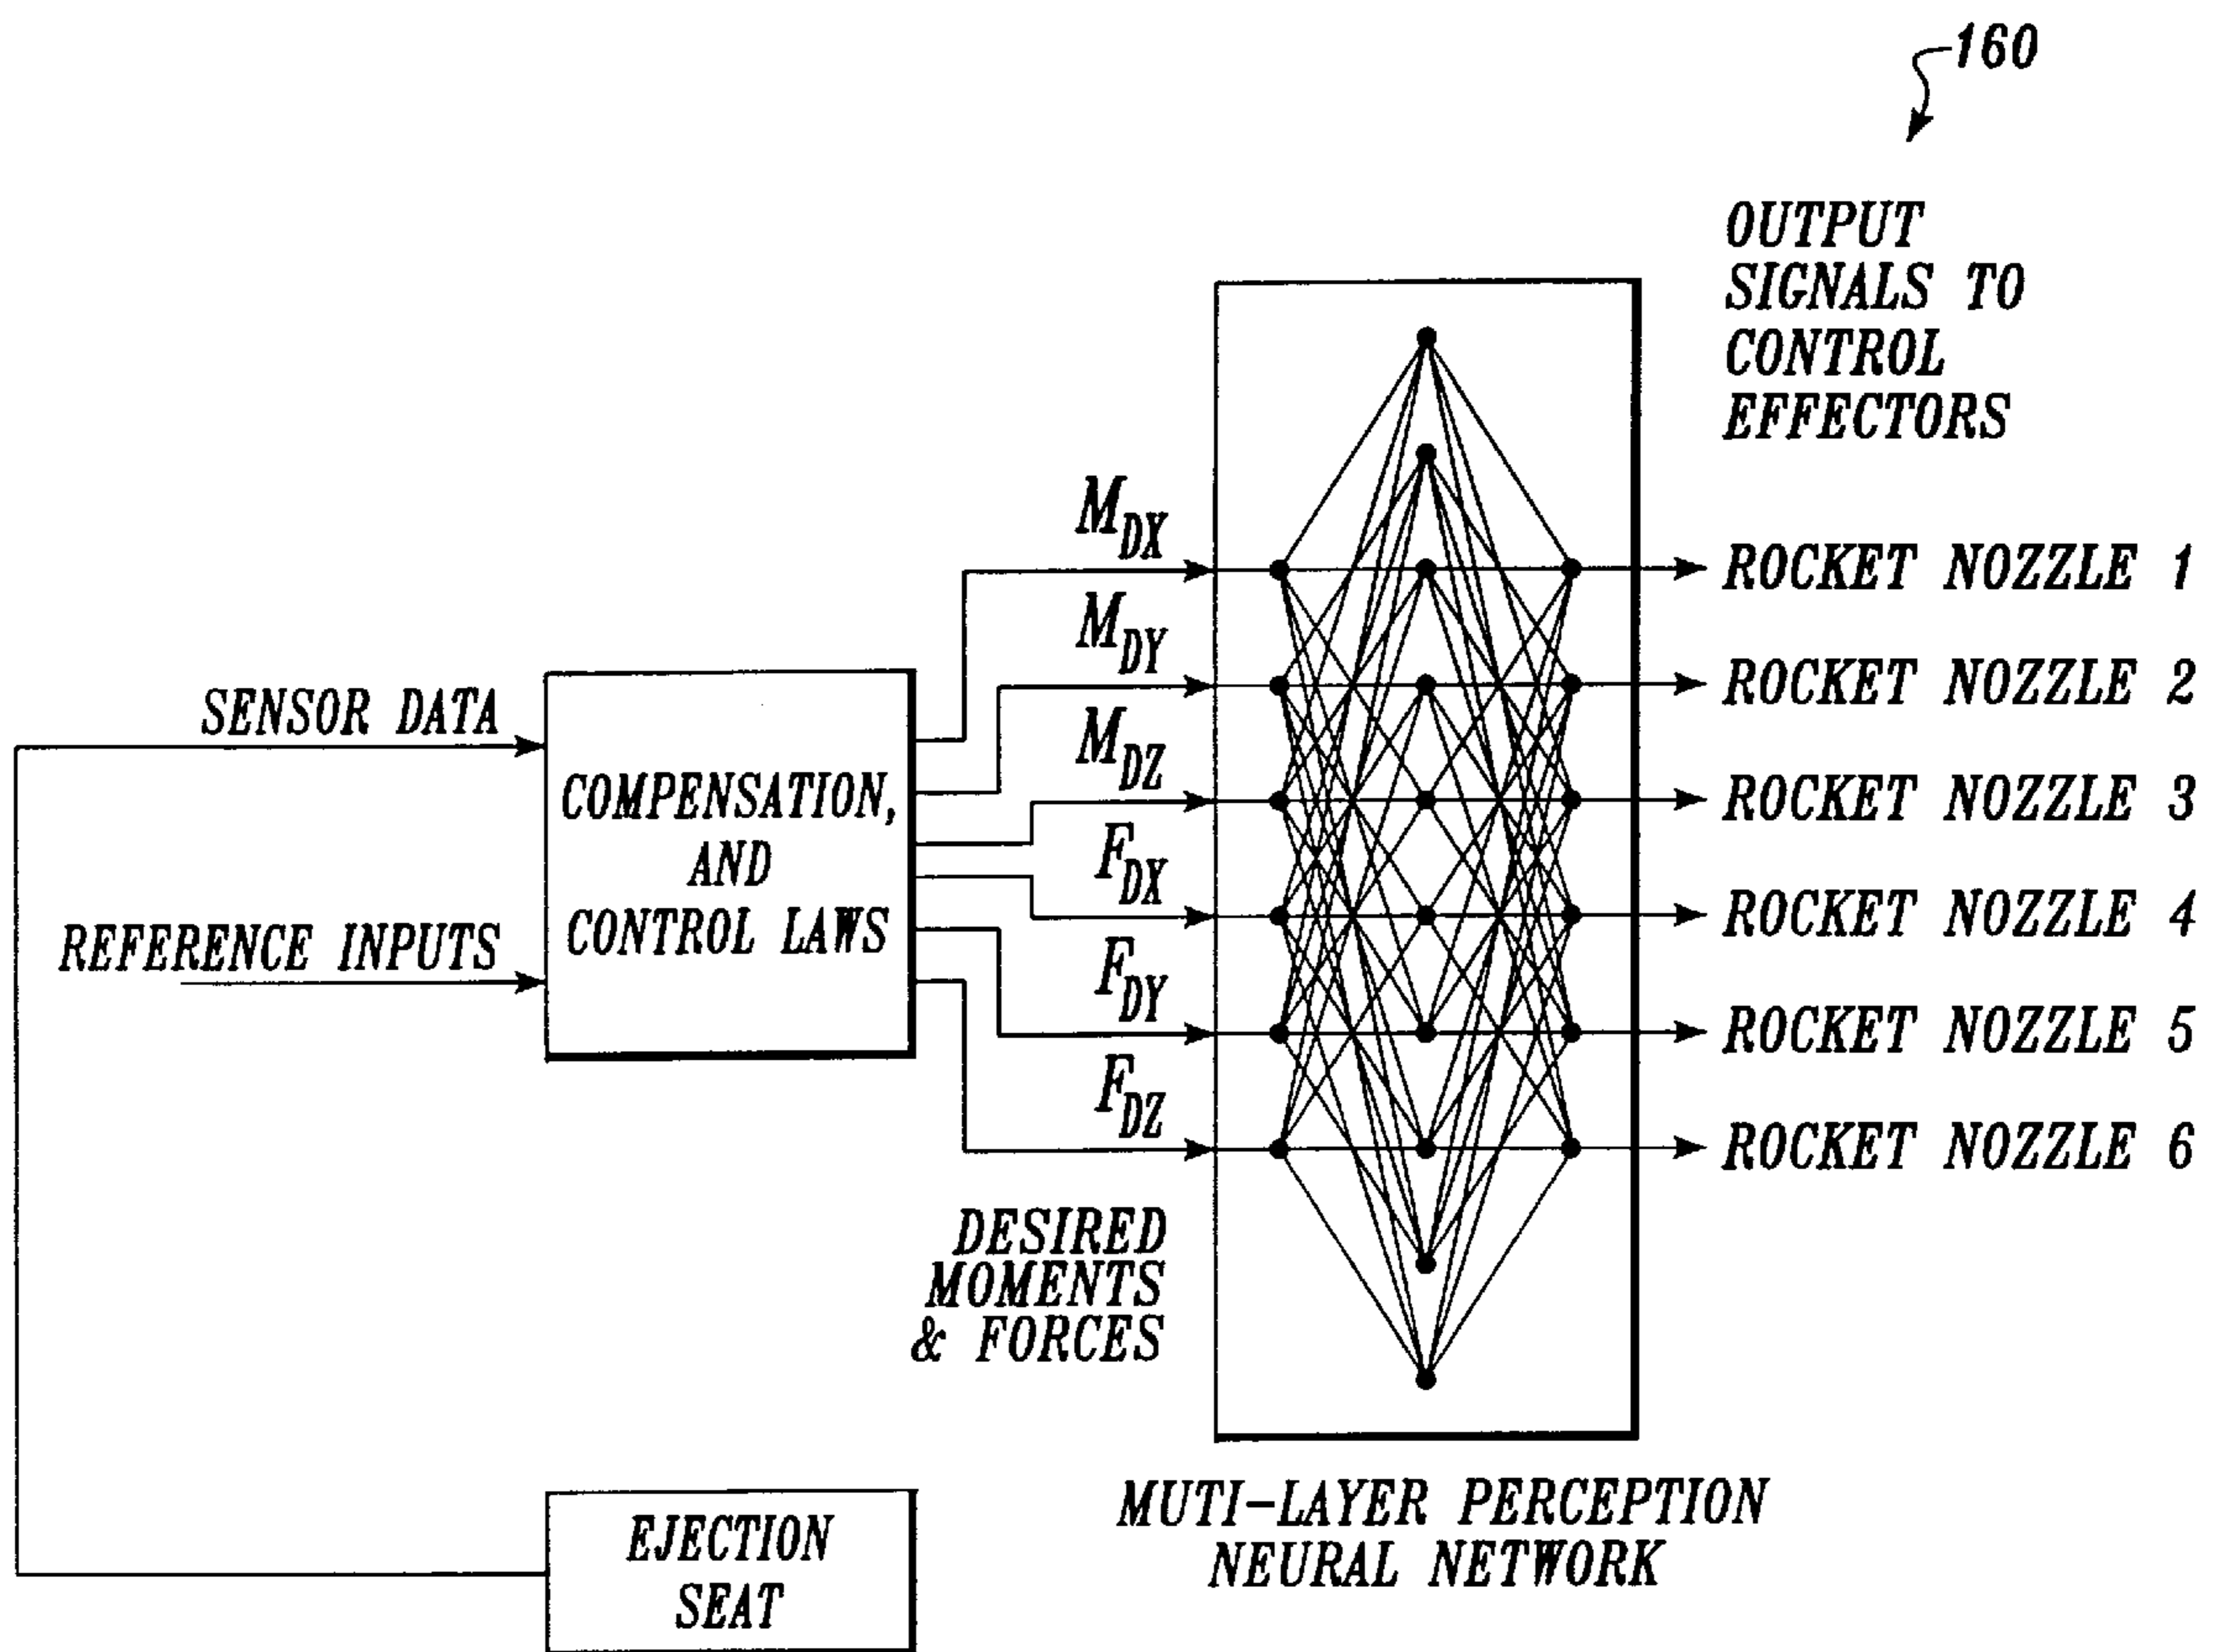 160
OUTPUT
SIGNALS TO
CONTROL
EFFECTORS
M_DX
M_DY
M_DZ
F_DX
F_DY
F_DZ
ROCKET NOZZLE 1
ROCKET NOZZLE 2
ROCKET NOZZLE 3
ROCKET NOZZLE 4
ROCKET NOZZLE 5
ROCKET NOZZLE 6
SENSOR DATA
REFERENCE INPUTS
COMPENSATION,
AND
CONTROL LAWS
DESIRED
MOMENTS
& FORCES
MUTI-LAYER PERCEPTION
NEURAL NETWORK
EJECTION
SEAT